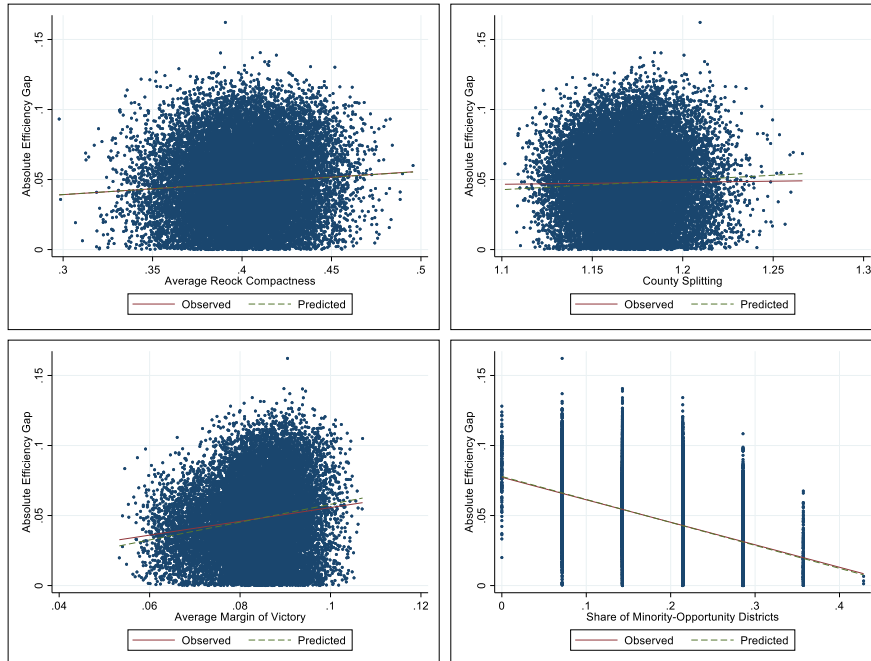 Absolute Efficiency Gap
0
.05
.1
.15
.3
.35
.4
.45
.5
Average Reock Compactness
Observed
Predicted
Absolute Efficiency Gap
0
.05
.1
.15
1.1
1.15
1.2
1.25
1.3
County Splitting
Observed
Predicted
Absolute Efficiency Gap
0
.05
.1
.15
.04
.06
.08
.1
.12
Average Margin of Victory
Observed
Predicted
Absolute Efficiency Gap
0
.05
.1
.15
0
.1
.2
.3
.4
Share of Minority-Opportunity Districts
Observed
Predicted